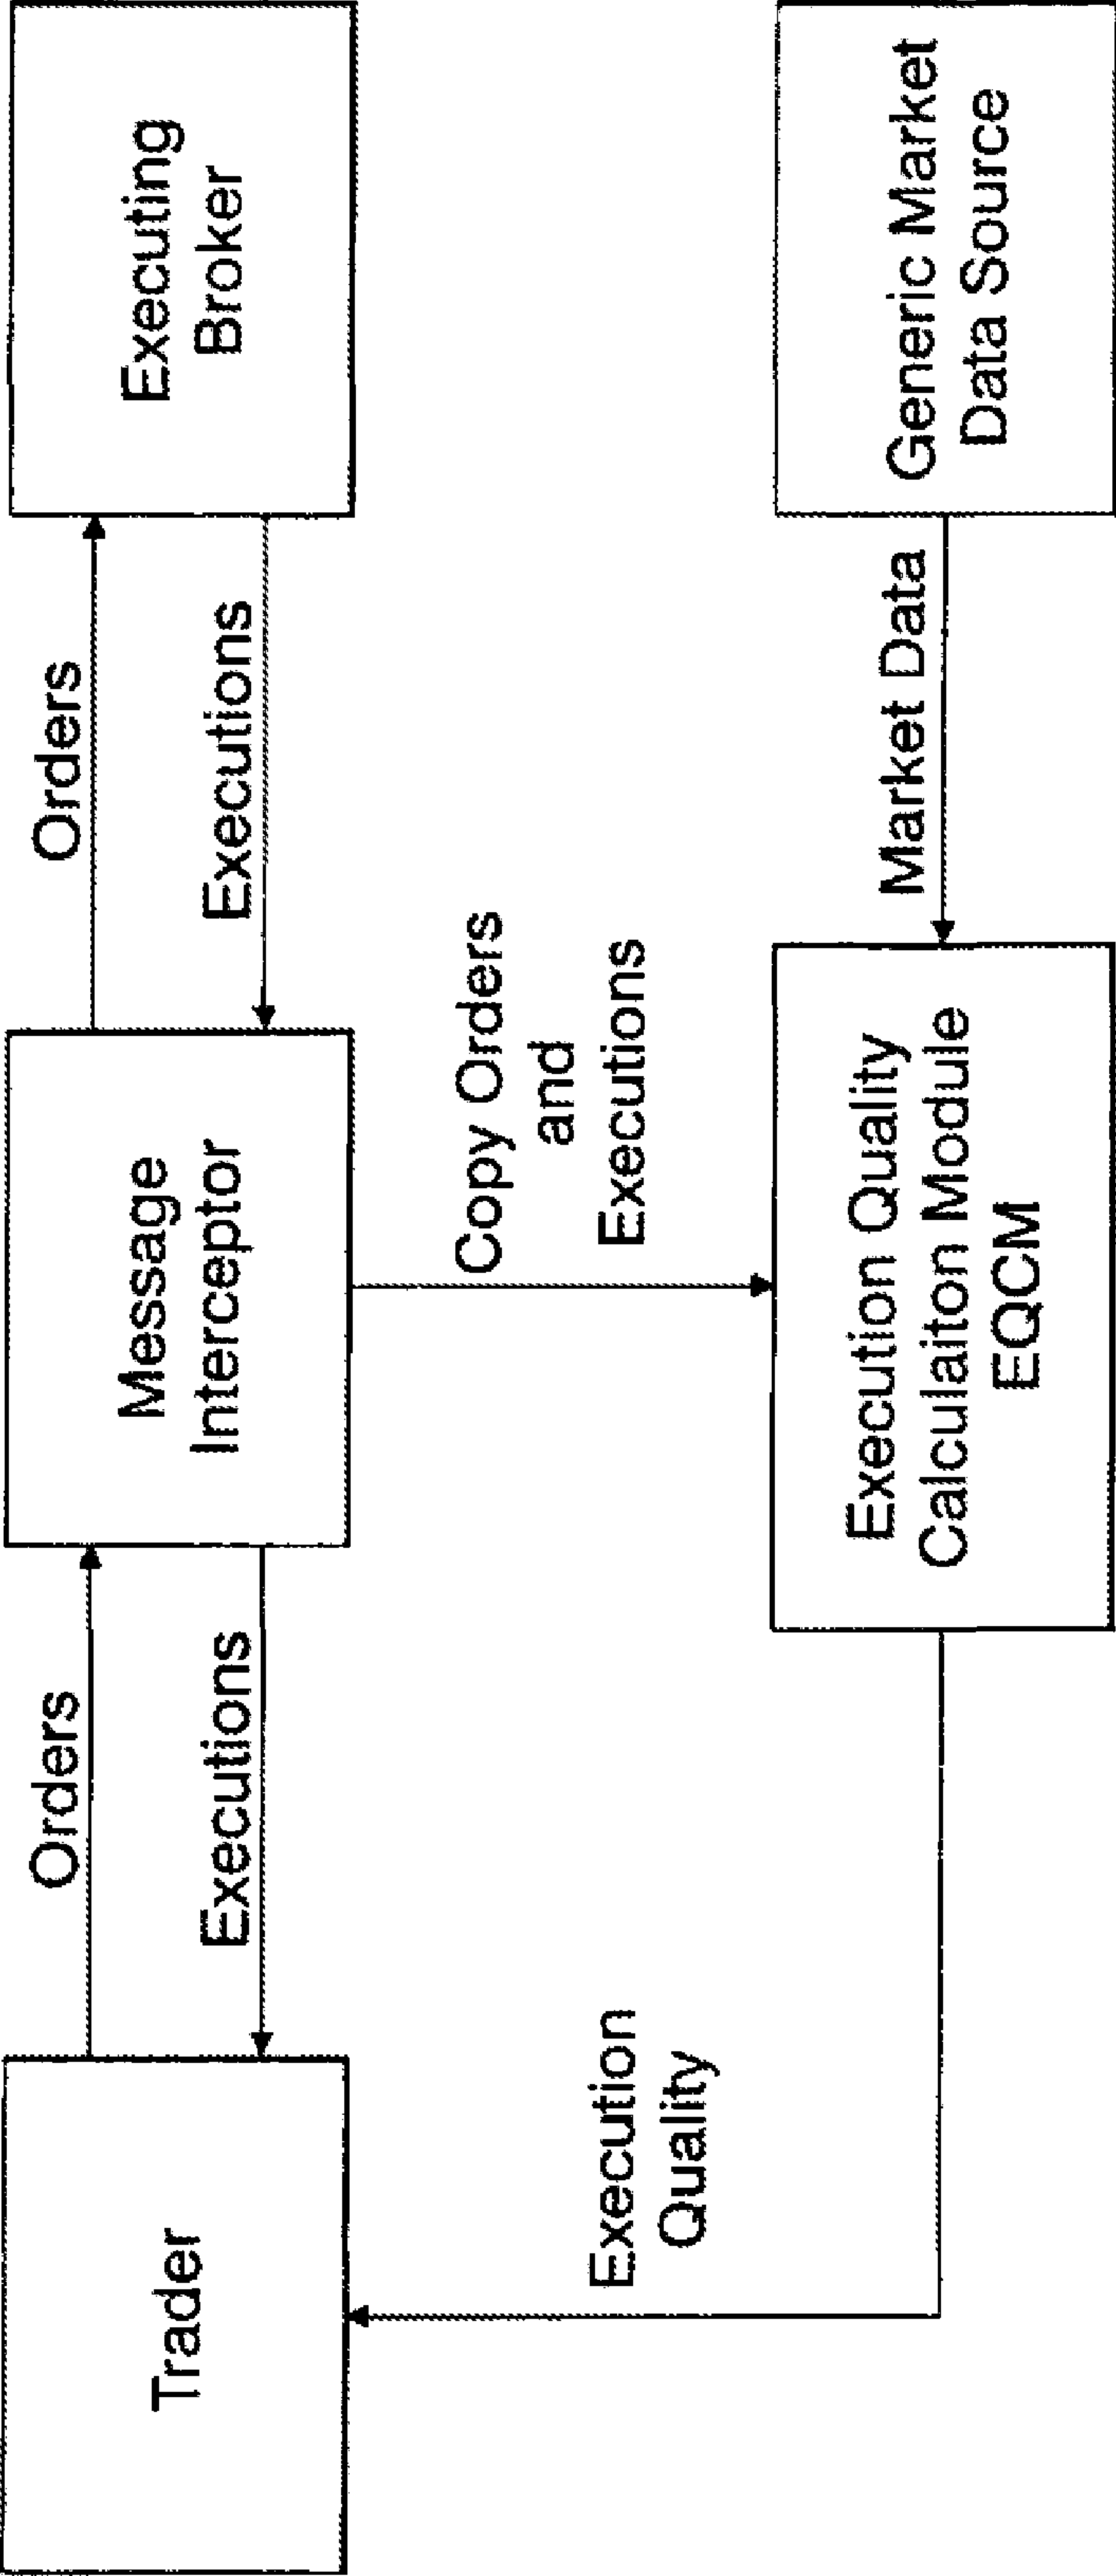 Trader
Orders
Executions
Message
Interceptor
Orders
Executions
Executing
Broker
Copy Orders
and
Executions
Execution
Quality
Execution Quality
Calculaiton Module
EQCM
Market Data
Generic Market
Data Source